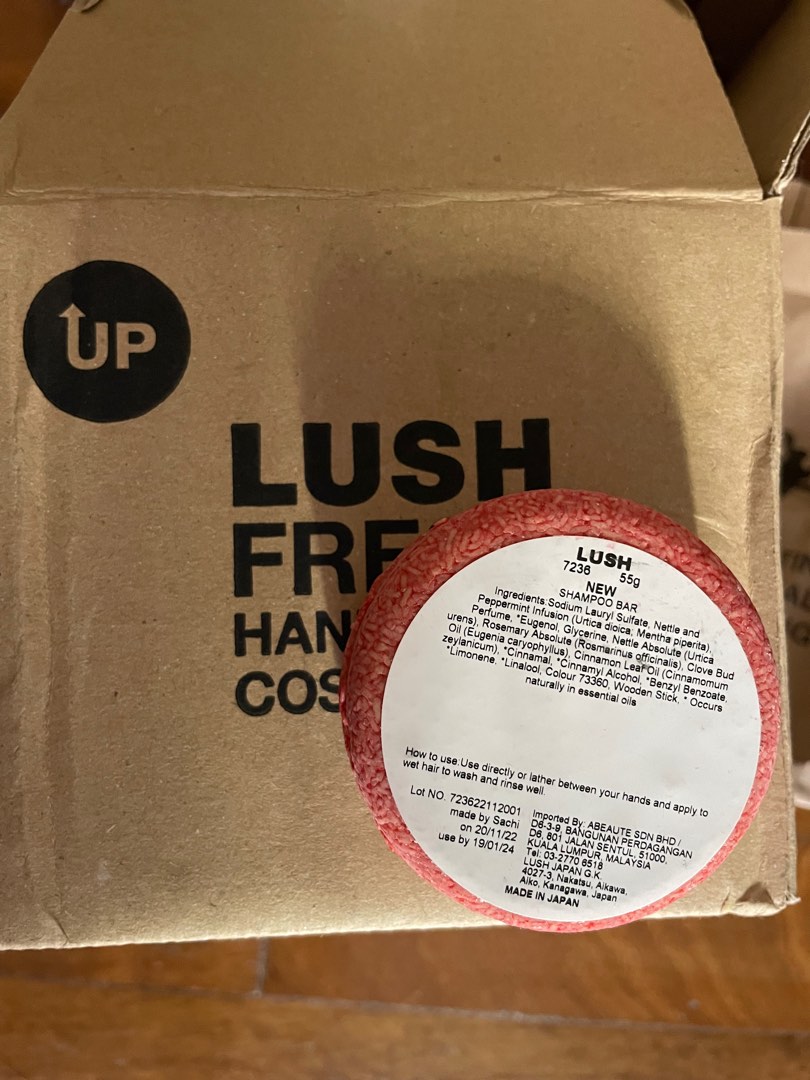 UP
LUSH
FRE
HAN
COS
LUSH
7236 55g
NEW
SHAMPOO BAR
Ingredients:Sodium Lauryl Sulfate, Nettle and
Peppermint Infusion (Urtica dioica; Mentha piperita),
Perfume, *Eugenol, Glycerine, Nettle Absolute (Urtica
urens), Rosemary Absolute (Rosmarinus officinalis), Clove Bud
Oil (Eugenia caryophyllus), Cinnamon Leaf Oil (Cinnamomum
zeylanicum), *Cinnamal, *Cinnamyl Alcohol, *Benzyl Benzoate,
*Limonene, *Linalool, Colour 73360, Wooden Stick, * Occurs
naturally in essential oils
How to use:Use directly or lather between your hands and apply to
wet hair to wash and rinse well
Lot NO. 723622112001
made by Sachi
on 20/11/22
use by 19/01/24
Imported By: ABEAUTE SDN BHD /
D6-3-9, BANGUNAN PERDAGANGAN
D6, 801 JALAN SENTUL, 51000,
KUALA LUMPUR, MALAYSIA
Tel: 03-2770 6518
LUSH JAPAN G.K.
4027-3, Nakatsu, Aikawa,
Aiko, Kanagawa, Japan
MADE IN JAPAN